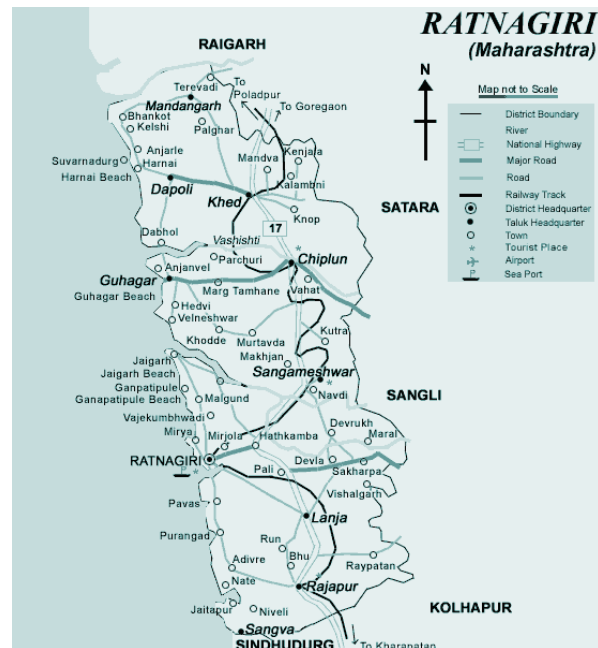 RATNAGIRI
(Maharashtra)
N
Map not to Scale
District Boundary
River
National Highway
Major Road
Road
Railway Track
District Headquarter
Taluk Headquarter
Town
Tourist Place
Airport
P
Sea Port
RAIGARH
To
Poladpur
To Goregaon
Terevadi
Mandangarh
Bhankot
Kelshi
Palghar
Anjarle
Suvarnadurg
Harnai
Harnai Beach
Mandva
Kenjala
Kalambni
Dapoli
Khed
Knop
SATARA
17
Dabhol
Vashishti
Parchuri
Chiplun
Anjanvel
Guhagar
Guhagar Beach
Marg Tamhane
Vahat
Hedvi
Velneshwar
Khodde
Murtavda
Kutra
Makhjan
Jaigarh
Jaigarh Beach
Sangameshwar
Ganpatipule
Ganapatipule Beach
Malgund
Navdi
SANGLI
Vajekumbhwadi
Mirya
Mirjola
Hathkamba
Devrukh
Maral
RATNAGIRI
P
Pali
Devla
Sakharpa
Vishalgarh
Pavas
Lanja
Purangad
Run
Bhu
Adivre
Raypatan
Nate
Rajapur
Jaitapur
Niveli
KOLHAPUR
Sangva
SINDHUDURG
To Kharapatan